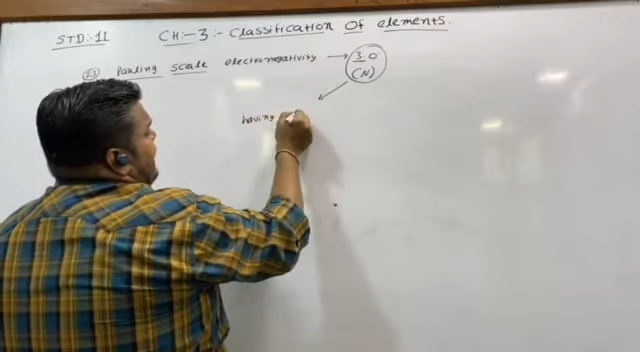 STD:-11 CH:-3:- Classification Of elements.
(23) Pauling scale electronegativity → 3.0
(N)
having